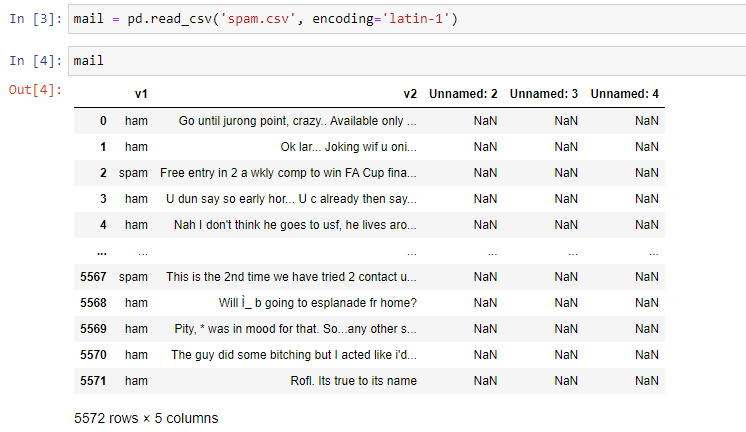 In [3]: mail = pd.read_csv('spam.csv', encoding='latin-1')
In [4]: mail
Out[4]:
v1 v2 Unnamed: 2 Unnamed: 3 Unnamed: 4
0 ham Go until jurong point, crazy.. Available only ... NaN NaN NaN
1 ham Ok lar... Joking wif u oni... NaN NaN NaN
2 spam Free entry in 2 a wkly comp to win FA Cup fina... NaN NaN NaN
3 ham U dun say so early hor... U c already then say... NaN NaN NaN
4 ham Nah I don't think he goes to usf, he lives aro... NaN NaN NaN
... ... ... ... ... ...
5567 spam This is the 2nd time we have tried 2 contact u... NaN NaN NaN
5568 ham Will Ì_ b going to esplanade fr home? NaN NaN NaN
5569 ham Pity, * was in mood for that. So...any other s... NaN NaN NaN
5570 ham The guy did some bitching but I acted like i'd... NaN NaN NaN
5571 ham Rofl. Its true to its name NaN NaN NaN
5572 rows × 5 columns